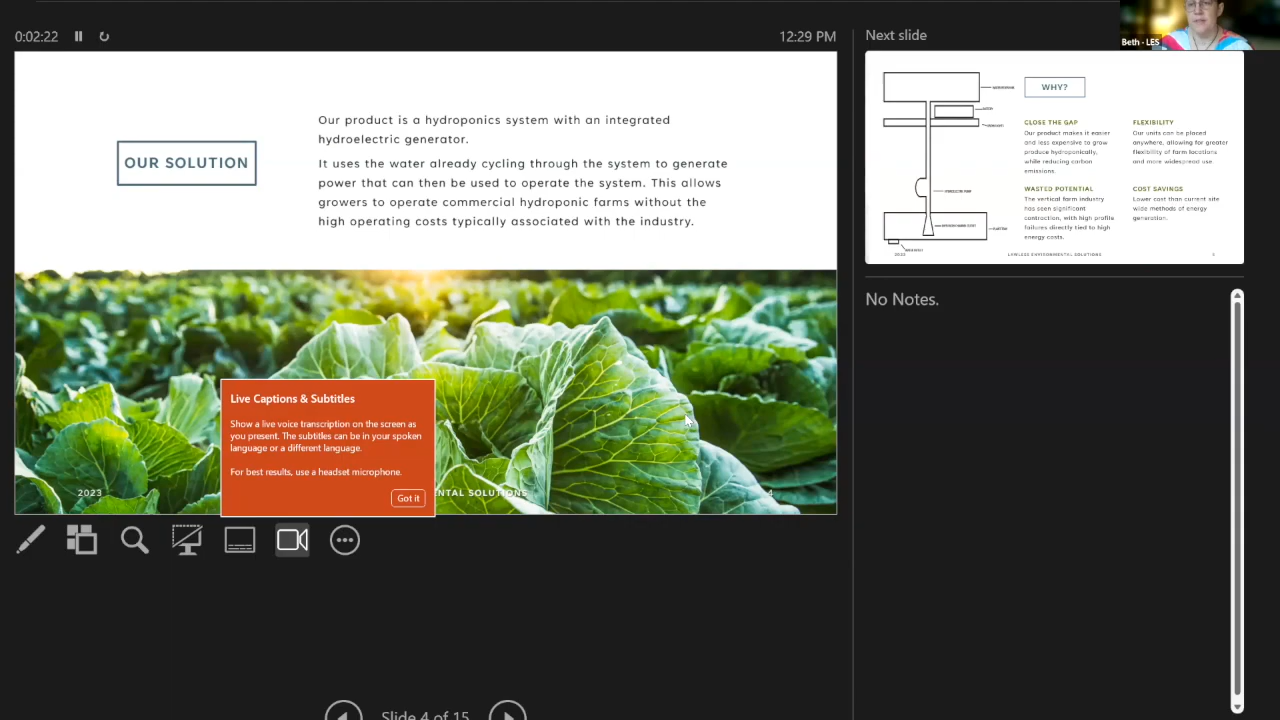 0:02:22
12:29 PM
Next slide
Beth - LES
OUR SOLUTION
Our product is a hydroponics system with an integrated
hydroelectric generator.
It uses the water already cycling through the system to generate
power that can then be used to operate the system. This allows
growers to operate commercial hydroponic farms without the
high operating costs typically associated with the industry.
Live Captions & Subtitles
Show a live voice transcription on the screen as
you present. The subtitles can be in your spoken
language or a different language.
For best results, use a headset microphone.
Got it
2023
ENTAL SOLUTIONS
4
WHY?
CLOSE THE GAP
Our product makes it easier
and less expensive to grow
produce hydroponically,
while reducing carbon
emissions.
FLEXIBILITY
Our units can be placed
anywhere, allowing for greater
flexibility of farm locations
and more widespread use.
WASTED POTENTIAL
The vertical farm industry
has seen significant
contraction, with high profile
failures directly tied to high
energy costs.
COST SAVINGS
Lower cost than current site
wide methods of energy
generation.
2023
LAWLESS ENVIRONMENTAL SOLUTIONS
5
No Notes.
Slide 4 of 15